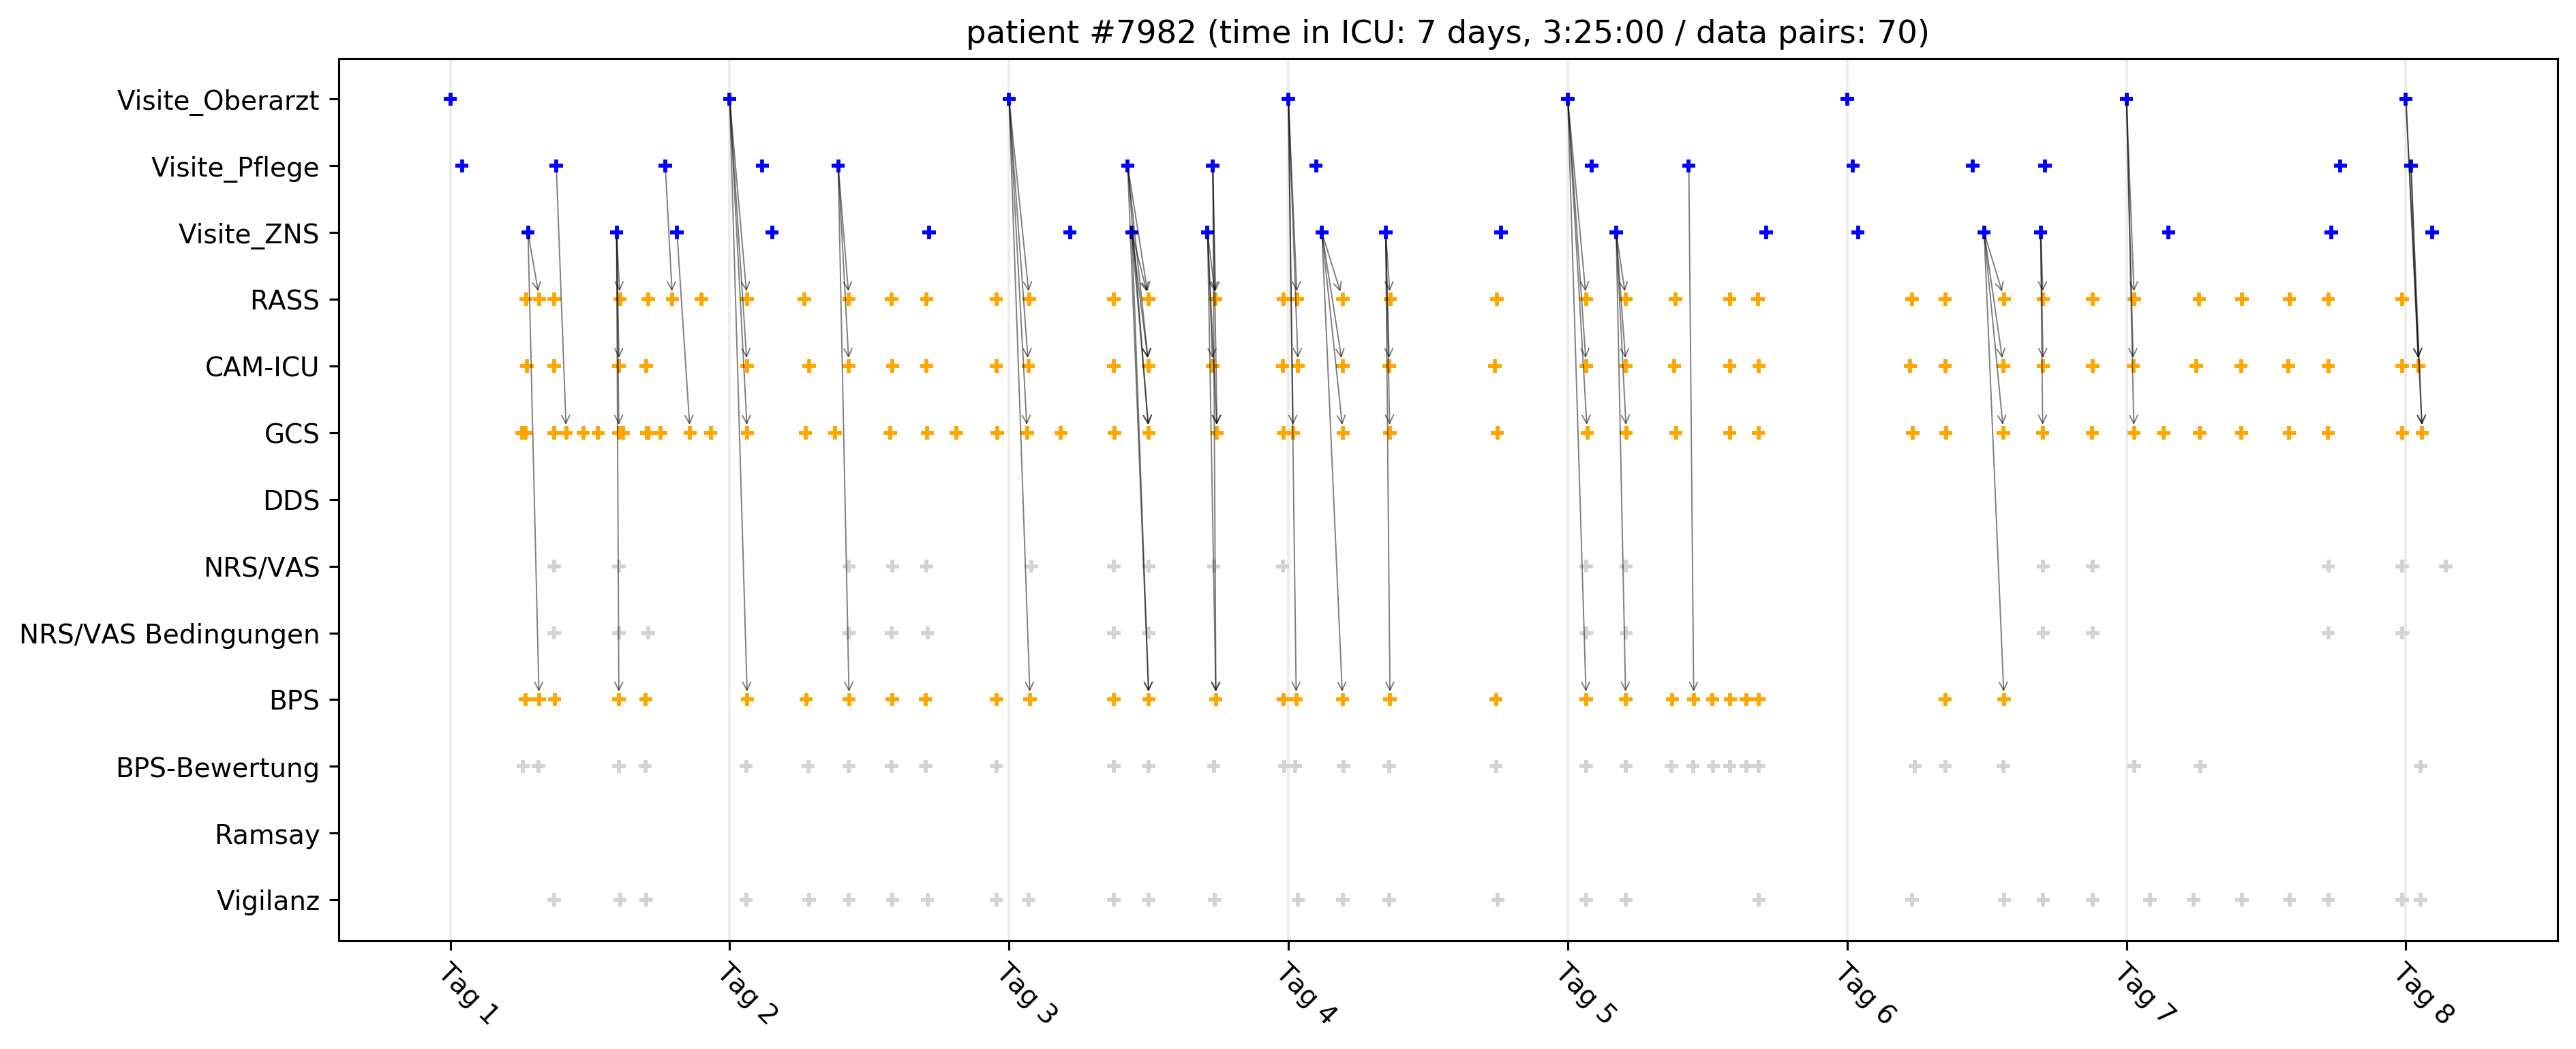 patient #7982 (time in ICU: 7 days, 3:25:00 / data pairs: 70)
Visite_Oberarzt
Visite_Pflege
Visite_ZNS
RASS
CAM-ICU
GCS
DDS
NRS/VAS
NRS/VAS Bedingungen
BPS
BPS-Bewertung
Ramsay
Vigilanz
Tag 1
Tag 2
Tag 3
Tag 4
Tag 5
Tag 6
Tag 7
Tag 8